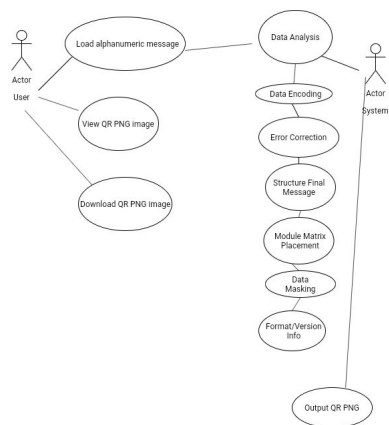 Load alphanumeric message
Data Analysis
Actor
User
Actor
System
Data Encoding
View QR PNG image
Error Correction
Structure Final
Message
Download QR PNG image
Module Matrix
Placement
Data
Masking
Format/Version
Info
Output QR PNG